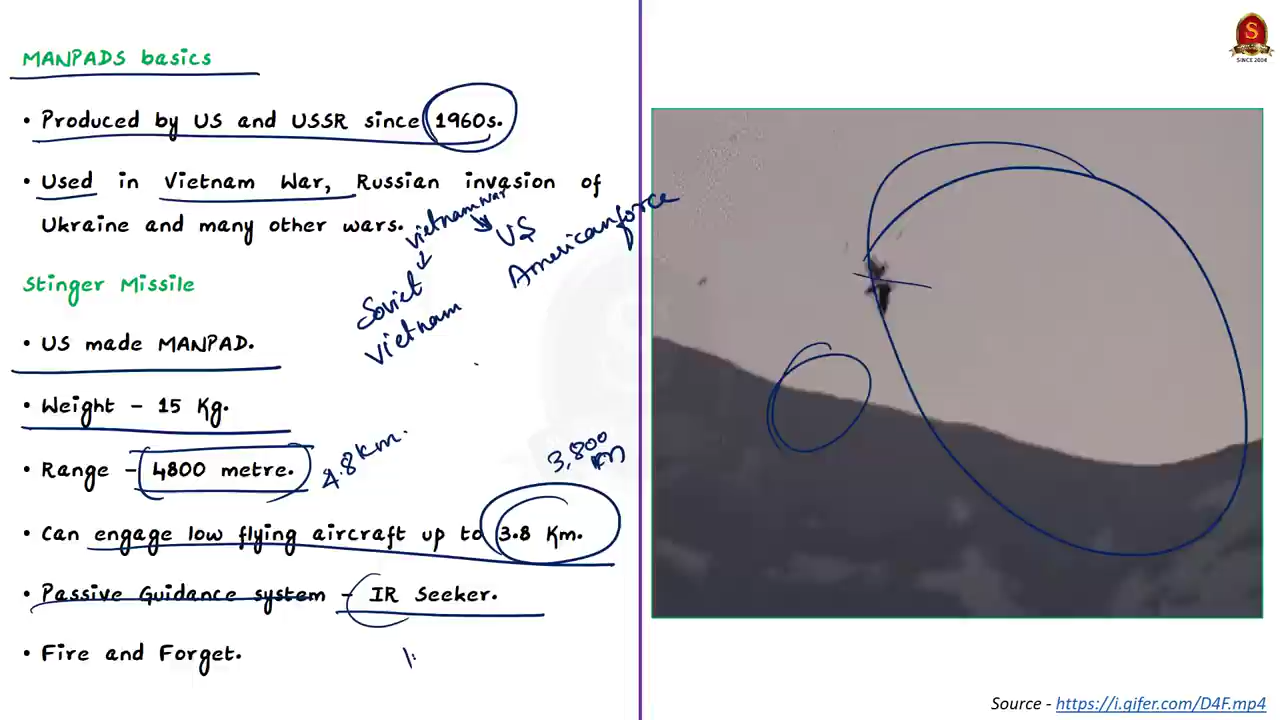 MANPADS basics
• Produced by US and USSR since 1960s.
• Used in Vietnam War, Russian invasion of
Ukraine and many other wars.
Vietnam war
US
American force
Soviet
Vietnam
Stinger Missile
• US made MANPAD.
• Weight – 15 Kg.
• Range – 4800 metre.
4.8 km.
3,800
km
• Can engage low flying aircraft up to 3.8 Km.
• Passive Guidance system – IR Seeker.
• Fire and Forget.
S
SINCE 2004
Source - https://i.gifer.com/D4F.mp4